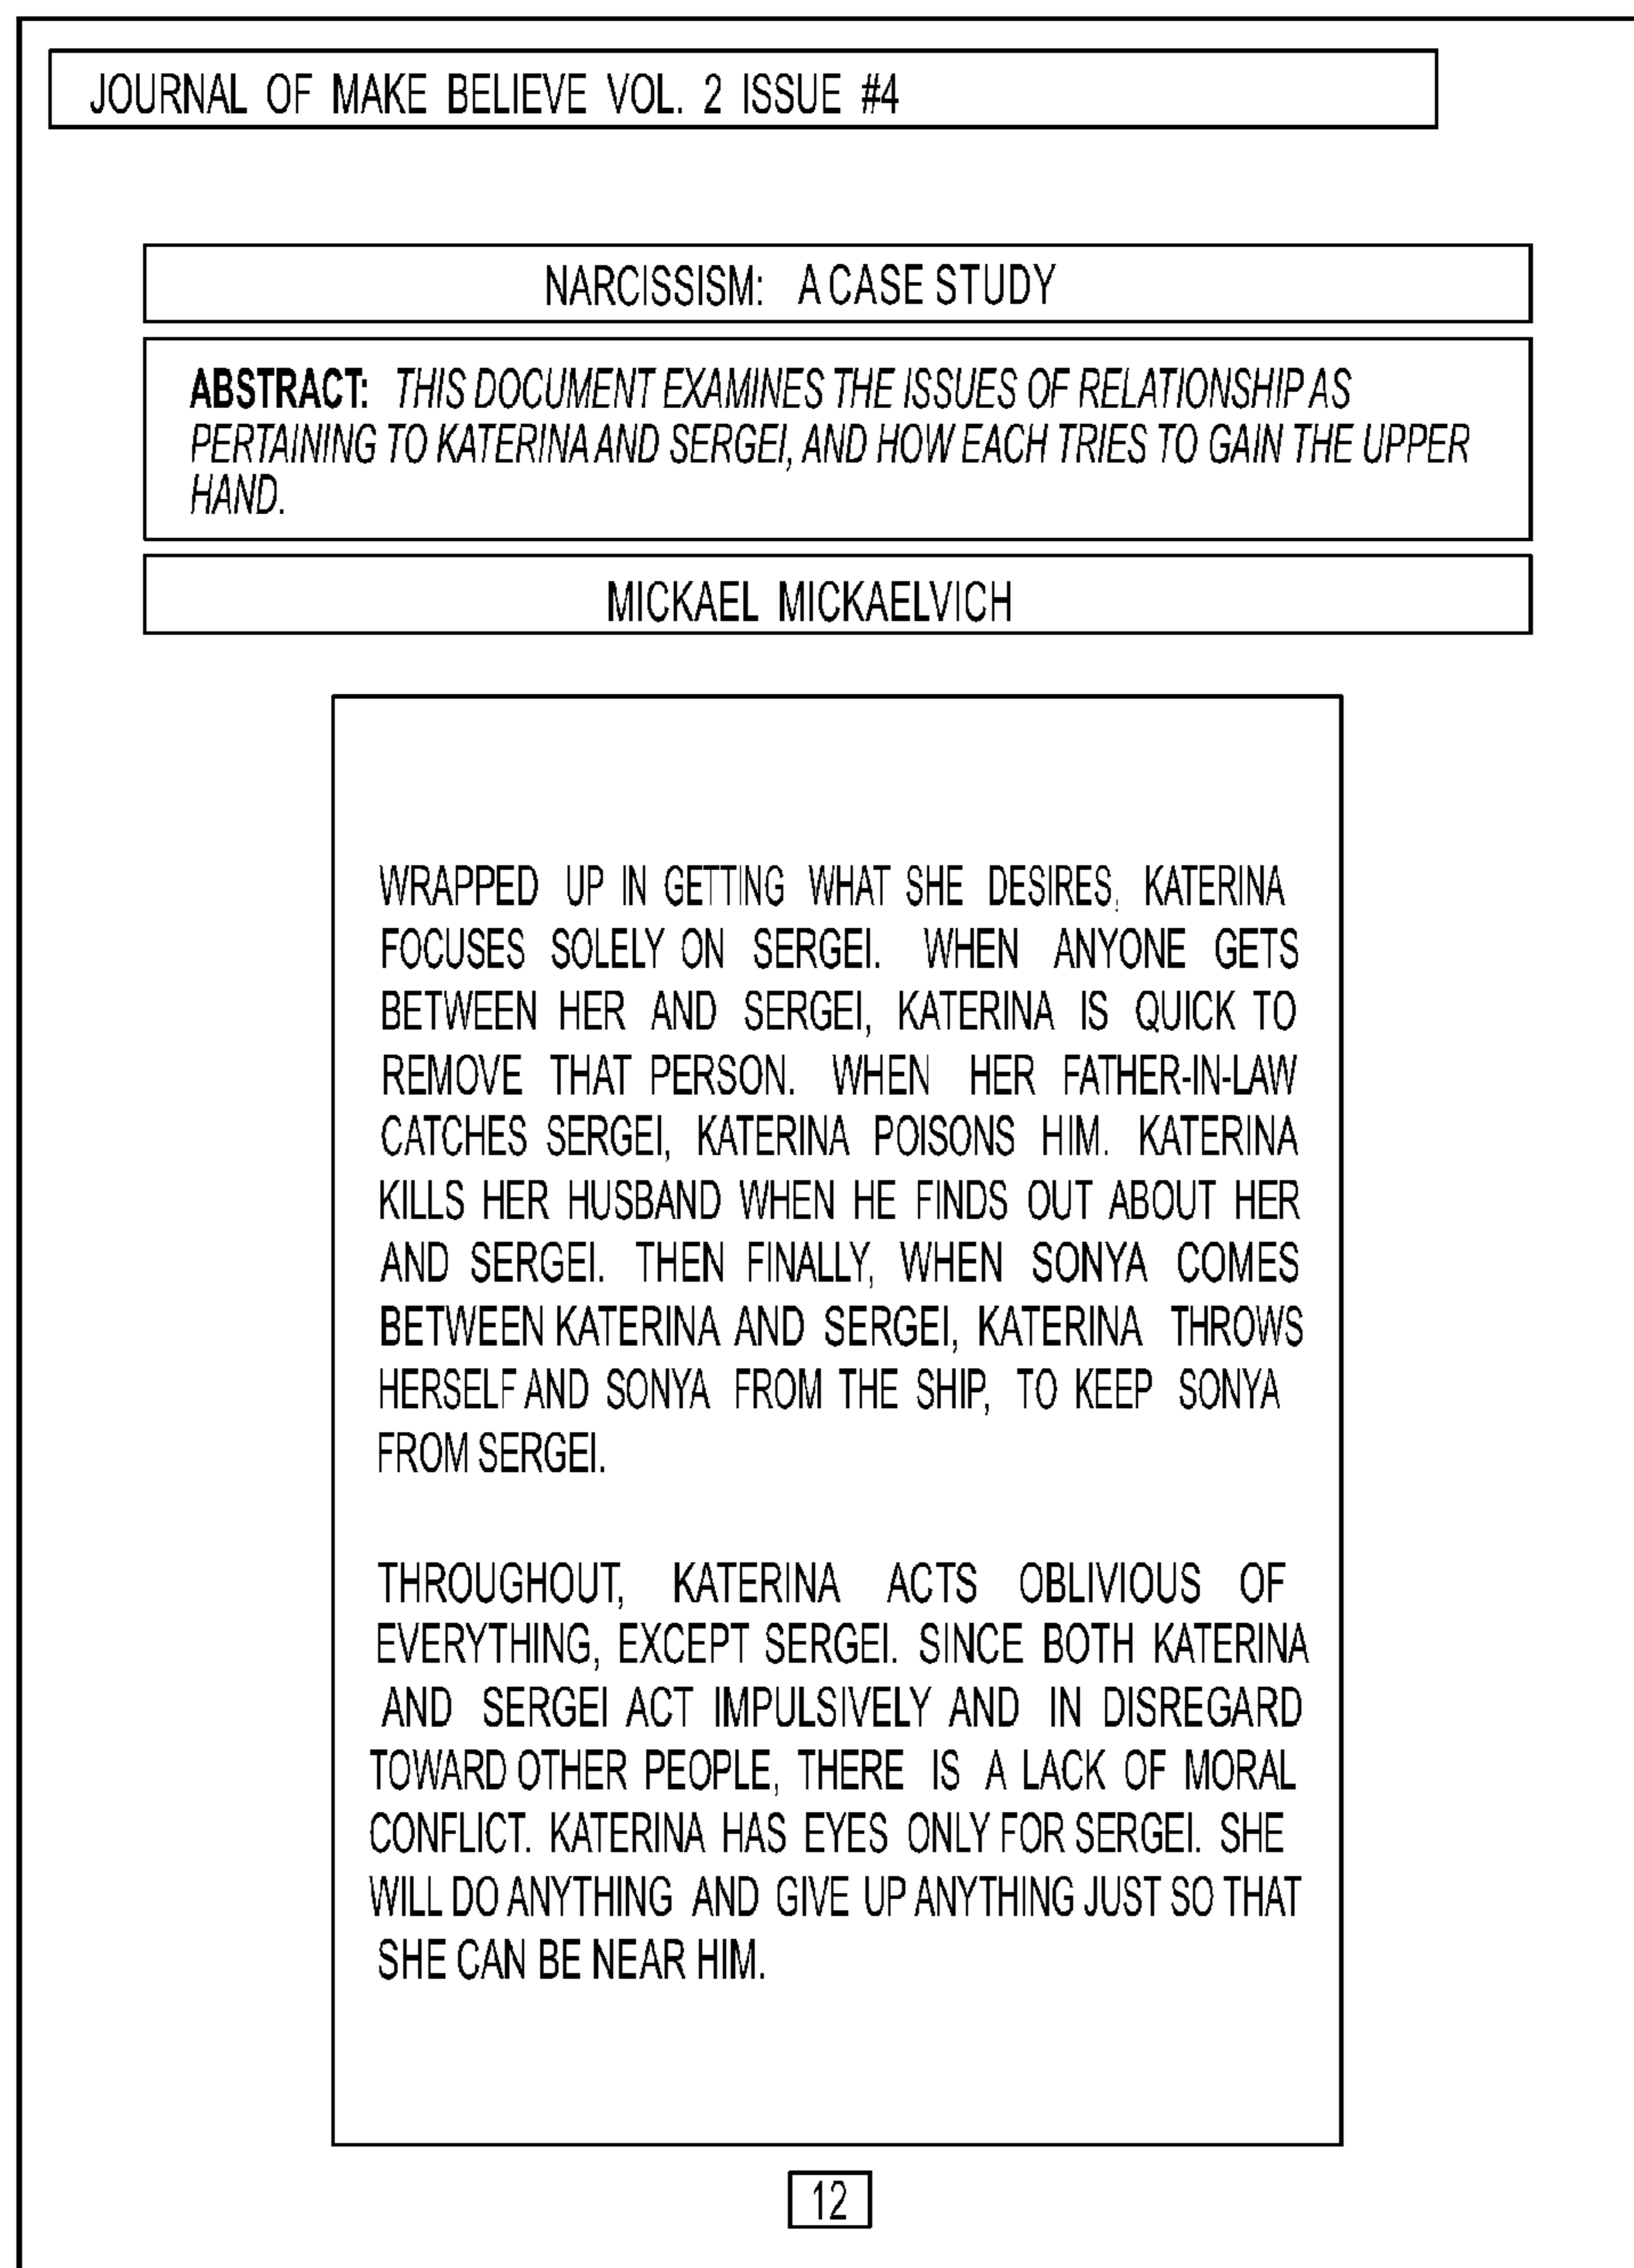 JOURNAL OF MAKE BELIEVE VOL. 2 ISSUE #4
NARCISSISM: A CASE STUDY
ABSTRACT: THIS DOCUMENT EXAMINES THE ISSUES OF RELATIONSHIP AS
PERTAINING TO KATERINA AND SERGEI, AND HOW EACH TRIES TO GAIN THE UPPER
HAND.
MICKAEL MICKAELVICH
WRAPPED UP IN GETTING WHAT SHE DESIRES, KATERINA
FOCUSES SOLELY ON SERGEI. WHEN ANYONE GETS
BETWEEN HER AND SERGEI, KATERINA IS QUICK TO
REMOVE THAT PERSON. WHEN HER FATHER-IN-LAW
CATCHES SERGEI, KATERINA POISONS HIM. KATERINA
KILLS HER HUSBAND WHEN HE FINDS OUT ABOUT HER
AND SERGEI. THEN FINALLY, WHEN SONYA COMES
BETWEEN KATERINA AND SERGEI, KATERINA THROWS
HERSELF AND SONYA FROM THE SHIP, TO KEEP SONYA
FROM SERGEI.
THROUGHOUT, KATERINA ACTS OBLIVIOUS OF
EVERYTHING, EXCEPT SERGEI. SINCE BOTH KATERINA
AND SERGEI ACT IMPULSIVELY AND IN DISREGARD
TOWARD OTHER PEOPLE, THERE IS A LACK OF MORAL
CONFLICT. KATERINA HAS EYES ONLY FOR SERGEI. SHE
WILL DO ANYTHING AND GIVE UP ANYTHING JUST SO THAT
SHE CAN BE NEAR HIM.
12